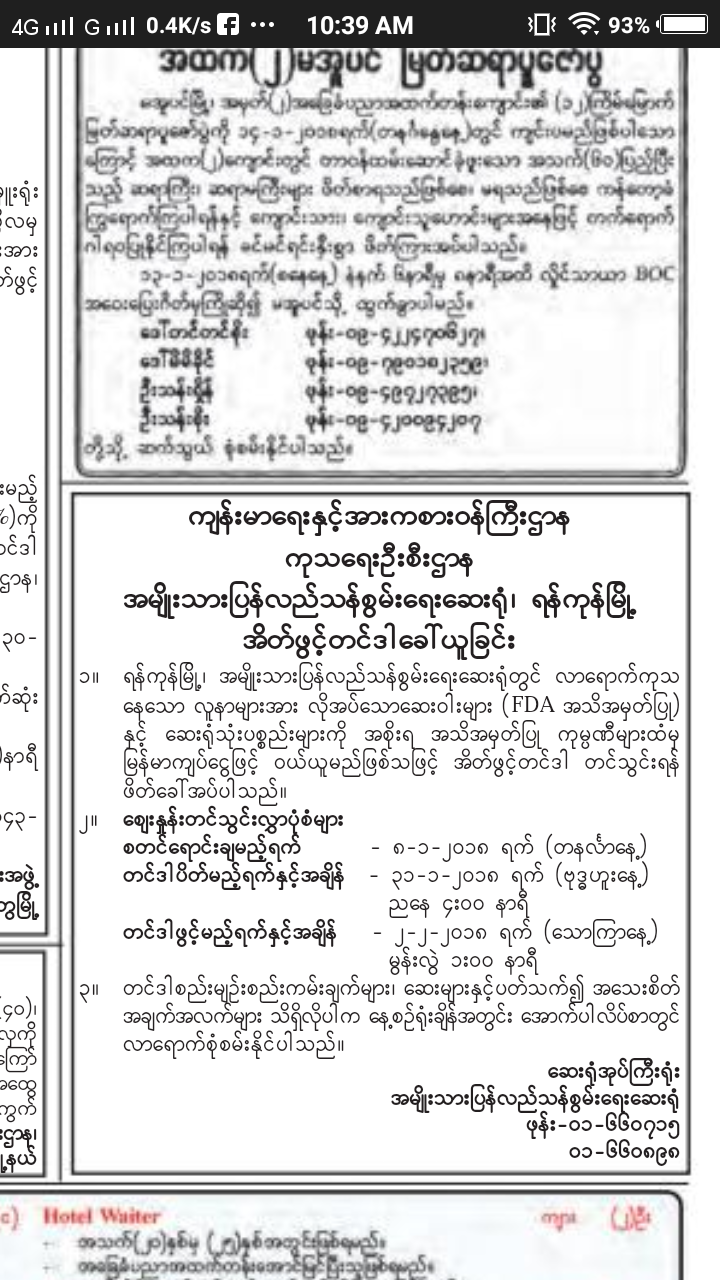 4G G 0.4K/s 10:39 AM 93%
အထက(၂)မအူပင် မြတ်ဆရာပူဇော်ပွဲ
မအူပင်မြို့၊ အမှတ်(၂)အခြေခံပညာအထက်တန်းကျောင်း၏ (၁၂)ကြိမ်မြောက်
မြတ်ဆရာပူဇော်ပွဲကို ၁၄-၁-၂၀၁၈ရက်(တနင်္ဂနွေနေ့)တွင် ကျင်းပမည်ဖြစ်ပါသော
ကြောင့် အထက(၂)ကျောင်းတွင် တာဝန်ထမ်းဆောင်ခဲ့ဖူးသော အသက်(၆၀)ပြည့်ပြီး
သည့် ဆရာကြီး၊ ဆရာမကြီးများ ဖိတ်စာရသည်ဖြစ်စေ၊ မရသည်ဖြစ်စေ ကန်တော့ခံ
ကြွရောက်ကြပါရန်နှင့် ကျောင်းသား၊ ကျောင်းသူဟောင်းများအနေဖြင့် တက်ရောက်
ဂါရဝပြုနိုင်ကြပါရန် ခင်မင်ရင်းနှီးစွာ ဖိတ်ကြားအပ်ပါသည်။
၁၃-၁-၂၀၁၈ရက်(စနေနေ့) နံနက် ၆နာရီမှ ၈နာရီအထိ လှိုင်သာယာ BOC
အဝေးပြေးဂိတ်မှကြိုဆို၍ မအူပင်သို့ ထွက်ခွာပါမည်။
ဒေါ်တင်တင်စိုး ဖုန်း-၀၉-
ဒေါ်မိမိခိုင် ဖုန်း-၀၉-
ဦးသန်းရွှိန် ဖုန်း-၀၉-
ဦးသန်းစိုး ဖုန်း-၀၉-၄၂၀၀၉၄၂၀၇
တို့သို့ ဆက်သွယ် စုံစမ်းနိုင်ပါသည်။
ကျန်းမာရေးနှင့်အားကစားဝန်ကြီးဌာန
ကုသရေးဦးစီးဌာန
အမျိုးသားပြန်လည်သန်စွမ်းရေးဆေးရုံ၊ ရန်ကုန်မြို့
အိတ်ဖွင့်တင်ဒါခေါ်ယူခြင်း
၁။ ရန်ကုန်မြို့၊ အမျိုးသားပြန်လည်သန်စွမ်းရေးဆေးရုံတွင် လာရောက်ကုသ
နေသော လူနာများအား လိုအပ်သောဆေးဝါးများ (FDA အသိအမှတ်ပြု)
နှင့် ဆေးရုံသုံးပစ္စည်းများကို အစိုးရ အသိအမှတ်ပြု ကုမ္ပဏီများထံမှ
မြန်မာကျပ်ငွေဖြင့် ဝယ်ယူမည်ဖြစ်သဖြင့် အိတ်ဖွင့်တင်ဒါ တင်သွင်းရန်
ဖိတ်ခေါ်အပ်ပါသည်။
၂။ ဈေးနှုန်းတင်သွင်းလွှာပုံစံများ
စတင်ရောင်းချမည့်ရက် - ၈-၁-၂၀၁၈ ရက် (တနင်္လာနေ့)
တင်ဒါပိတ်မည့်ရက်နှင့်အချိန် - ၃၁-၁-၂၀၁၈ ရက် (ဗုဒ္ဓဟူးနေ့)
ညနေ ၄း၀၀ နာရီ
တင်ဒါဖွင့်မည့်ရက်နှင့်အချိန် - ၂-၂-၂၀၁၈ ရက် (သောကြာနေ့)
မွန်းလွဲ ၁း၀၀ နာရီ
၃။ တင်ဒါစည်းမျဉ်းစည်းကမ်းချက်များ၊ ဆေးများနှင့်ပတ်သက်၍ အသေးစိတ်
အချက်အလက်များ သိရှိလိုပါက နေ့စဉ်ရုံးချိန်အတွင်း အောက်ပါလိပ်စာတွင်
လာရောက်စုံစမ်းနိုင်ပါသည်။
ဆေးရုံအုပ်ကြီးရုံး
အမျိုးသားပြန်လည်သန်စွမ်းရေးဆေးရုံ
ဖုန်း-၀၁-၆၆၀၇၁၅
၀၁-၆၆၀၈၉၈
Hotel Waiter ကျား (၂)ဦး
အသက်(၂၀)နှစ်မှ (၂၅)နှစ်အတွင်းဖြစ်ရမည်။
အခြေခံပညာအထက်တန်းအောင်မြင်ပြီးသူဖြစ်ရမည်။